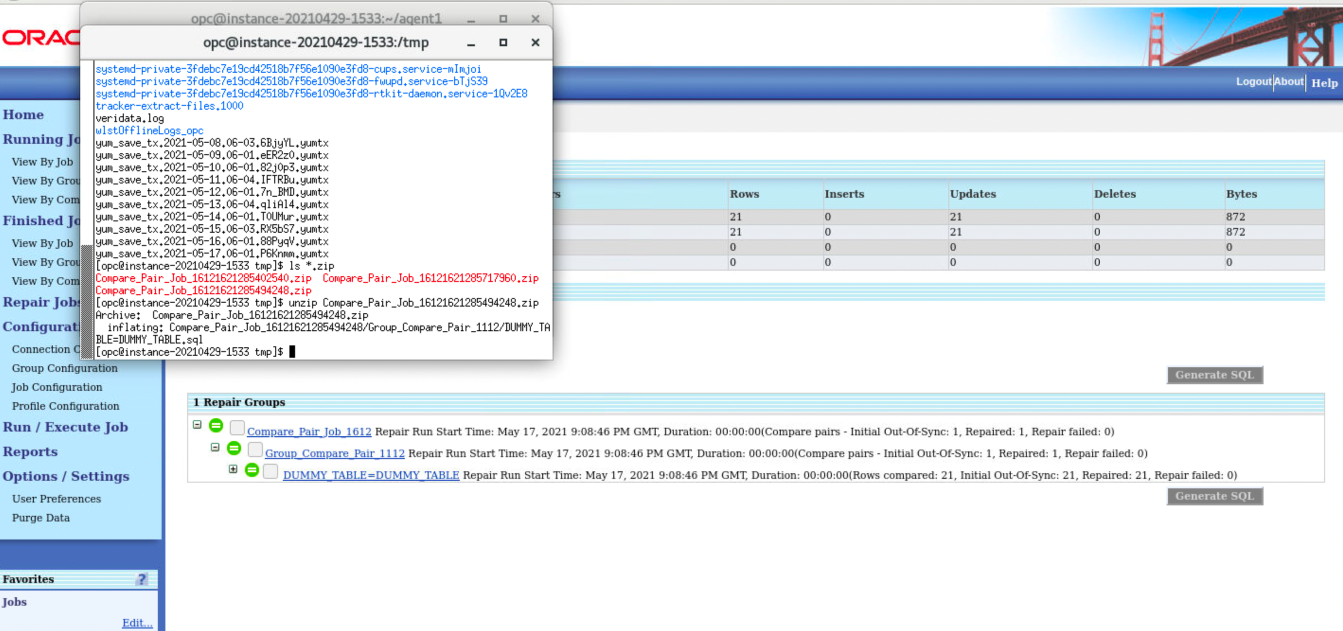 opc@instance-20210429-1533:~/agent1
opc@instance-20210429-1533:/tmp
systemd-private-3fdebc7e19cd42518b7f56e1090e3fd8-cups.service-mImjoi
systemd-private-3fdebc7e19cd42518b7f56e1090e3fd8-fwupd.service-bTjS39
systemd-private-3fdebc7e19cd42518b7f56e1090e3fd8-rtkit-daemon.service-1Qv2E8
tracker-extract-files.1000
veridata.log
wlstOfflineLogs_opc
yum_save_tx.2021-05-08.06-03.6BjyYL.yumtx
yum_save_tx.2021-05-09.06-01.eER2z0.yumtx
yum_save_tx.2021-05-10.06-01.82j0p3.yumtx
yum_save_tx.2021-05-11.06-04.IFTRBu.yumtx
yum_save_tx.2021-05-12.06-01.7n_BMD.yumtx
yum_save_tx.2021-05-13.06-04.qliAl4.yumtx
yum_save_tx.2021-05-14.06-01.TOUMur.yumtx
yum_save_tx.2021-05-15.06-03.RX5bS7.yumtx
yum_save_tx.2021-05-16.06-01.88PyqV.yumtx
yum_save_tx.2021-05-17.06-01.P6Knmm.yumtx
[opc@instance-20210429-1533 tmp]$ ls *.zip
Compare_Pair_Job_16121621285402540.zip Compare_Pair_Job_16121621285717960.zip
Compare_Pair_Job_16121621285494248.zip
[opc@instance-20210429-1533 tmp]$ unzip Compare_Pair_Job_16121621285494248.zip
Archive: Compare_Pair_Job_16121621285494248.zip
inflating: Compare_Pair_Job_16121621285494248/Group_Compare_Pair_1112/DUMMY_TA
BLE=DUMMY_TABLE.sql
[opc@instance-20210429-1533 tmp]$
ORAC
Logout About Help
Home
Running Jo
View By Job
View By Grou
View By Com
Finished Jo
View By Job
View By Grou
View By Com
Repair Jobs
Configurat
Connection C
Group Configuration
Job Configuration
Profile Configuration
Run / Execute Job
Reports
Options / Settings
User Preferences
Purge Data
Favorites ?
Jobs
Edit...
rs Rows Inserts Updates Deletes Bytes
21 0 21 0 872
21 0 21 0 872
0 0 0 0 0
0 0 0 0 0
Generate SQL
1 Repair Groups
Compare_Pair_Job_1612 Repair Run Start Time: May 17, 2021 9:08:46 PM GMT, Duration: 00:00:00(Compare pairs - Initial Out-Of-Sync: 1, Repaired: 1, Repair failed: 0)
Group_Compare_Pair_1112 Repair Run Start Time: May 17, 2021 9:08:46 PM GMT, Duration: 00:00:00(Compare pairs - Initial Out-Of-Sync: 1, Repaired: 1, Repair failed: 0)
DUMMY_TABLE=DUMMY_TABLE Repair Run Start Time: May 17, 2021 9:08:46 PM GMT, Duration: 00:00:00(Rows compared: 21, Initial Out-Of-Sync: 21, Repaired: 21, Repair failed: 0)
Generate SQL